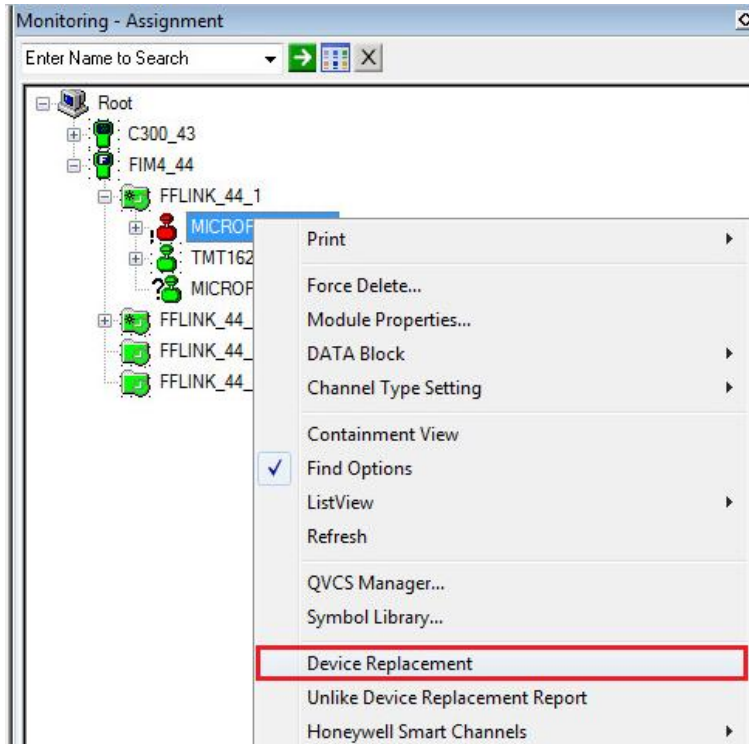 Monitoring - Assignment
Enter Name to Search
Root
C300_43
FIM4_44
FFLINK_44_1
MICROF
TMT162
MICROF
FFLINK_44_
FFLINK_44_
FFLINK_44_
Print
Force Delete...
Module Properties...
DATA Block
Channel Type Setting
Containment View
Find Options
ListView
Refresh
QVCS Manager...
Symbol Library...
Device Replacement
Unlike Device Replacement Report
Honeywell Smart Channels